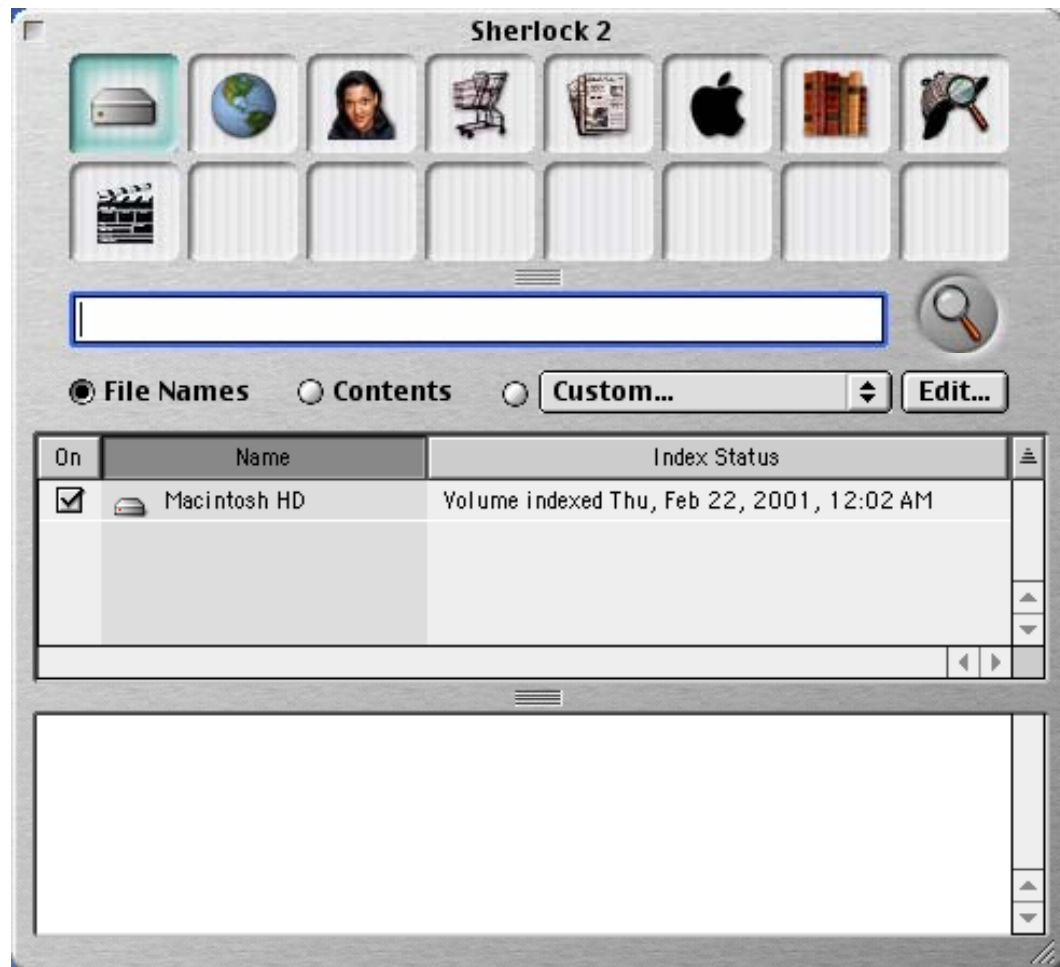 Sherlock 2
File Names Contents Custom... Edit...
On Name Index Status
Macintosh HD Volume indexed Thu, Feb 22, 2001, 12:02 AM